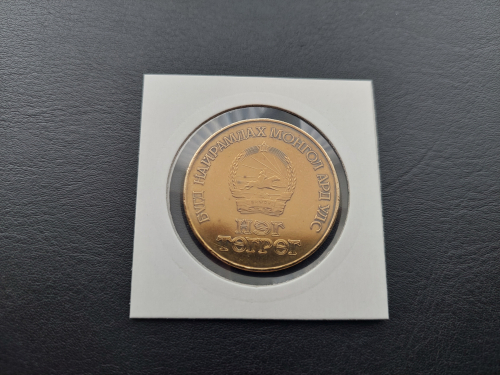 БҮГД НАЙРАМДАХ МОНГОЛ АРД УЛС
нэг
төгрөг